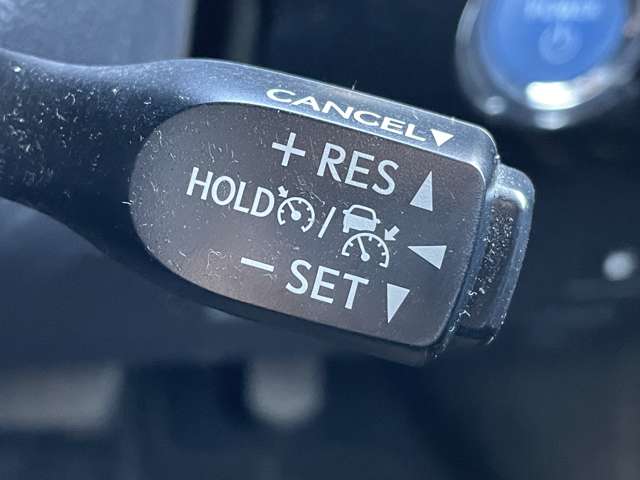 CANCEL
+ RES
HOLD /
− SET